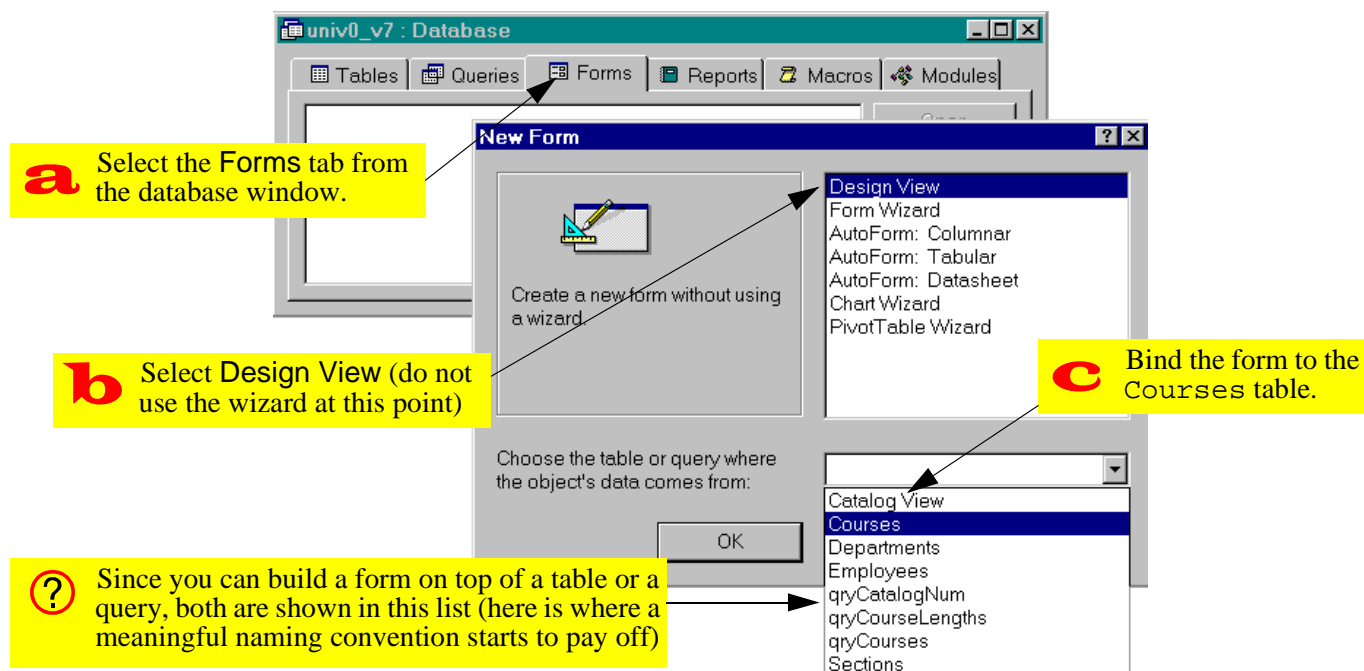 univ0_v7 : Database
Tables Queries Forms Reports Macros Modules
New Form
a Select the Forms tab from
the database window.
Design View
Form Wizard
AutoForm: Columnar
AutoForm: Tabular
AutoForm: Datasheet
Chart Wizard
PivotTable Wizard
Create a new form without using
a wizard.
b Select Design View (do not
use the wizard at this point)
c Bind the form to the
Courses table.
Choose the table or query where
the object's data comes from:
Catalog View
Courses
Departments
Employees
qryCatalogNum
qryCourseLengths
qryCourses
Sections
OK
? Since you can build a form on top of a table or a
query, both are shown in this list (here is where a
meaningful naming convention starts to pay off)